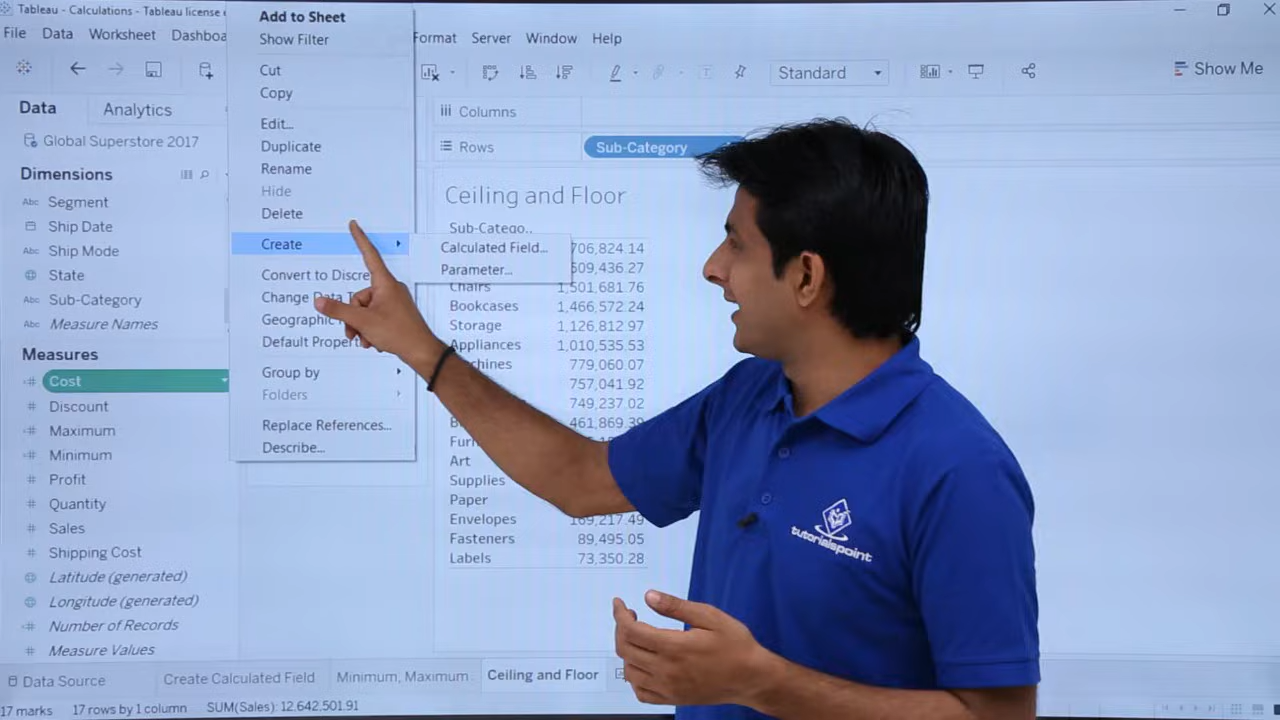 Tableau - Calculations - Tableau license
File Data Worksheet Dashboa
Format Server Window Help
Standard
Show Me
Data
Analytics
Global Superstore 2017
Dimensions
Abc Segment
Ship Date
Abc Ship Mode
State
Abc Sub-Category
Abc Measure Names
Measures
Cost
Discount
Maximum
Minimum
Profit
Quantity
Sales
Shipping Cost
Latitude (generated)
Longitude (generated)
Number of Records
Measure Values
Add to Sheet
Show Filter
Cut
Copy
Edit...
Duplicate
Rename
Hide
Delete
Create
Convert to Discre
Change Data T
Geographic
Default Propert
Group by
Folders
Replace References...
Describe...
Calculated Field...
Parameter...
Columns
Rows
Sub-Category
Ceiling and Floor
Sub-Catego..
706,824.14
509,436.27
Chairs 1,501,681.76
Bookcases 1,466,572.24
Storage 1,126,812.97
Appliances 1,010,535.53
779,060.07
757,041.92
749,237.02
461,869.39
Art
Supplies
Paper
Envelopes 169,217.49
Fasteners 89,495.05
Labels 73,350.28
tutorialspoint
Data Source
Create Calculated Field
Minimum, Maximum
Ceiling and Floor
17 marks
17 rows by 1 column
SUM(Sales): 12,642,501.91